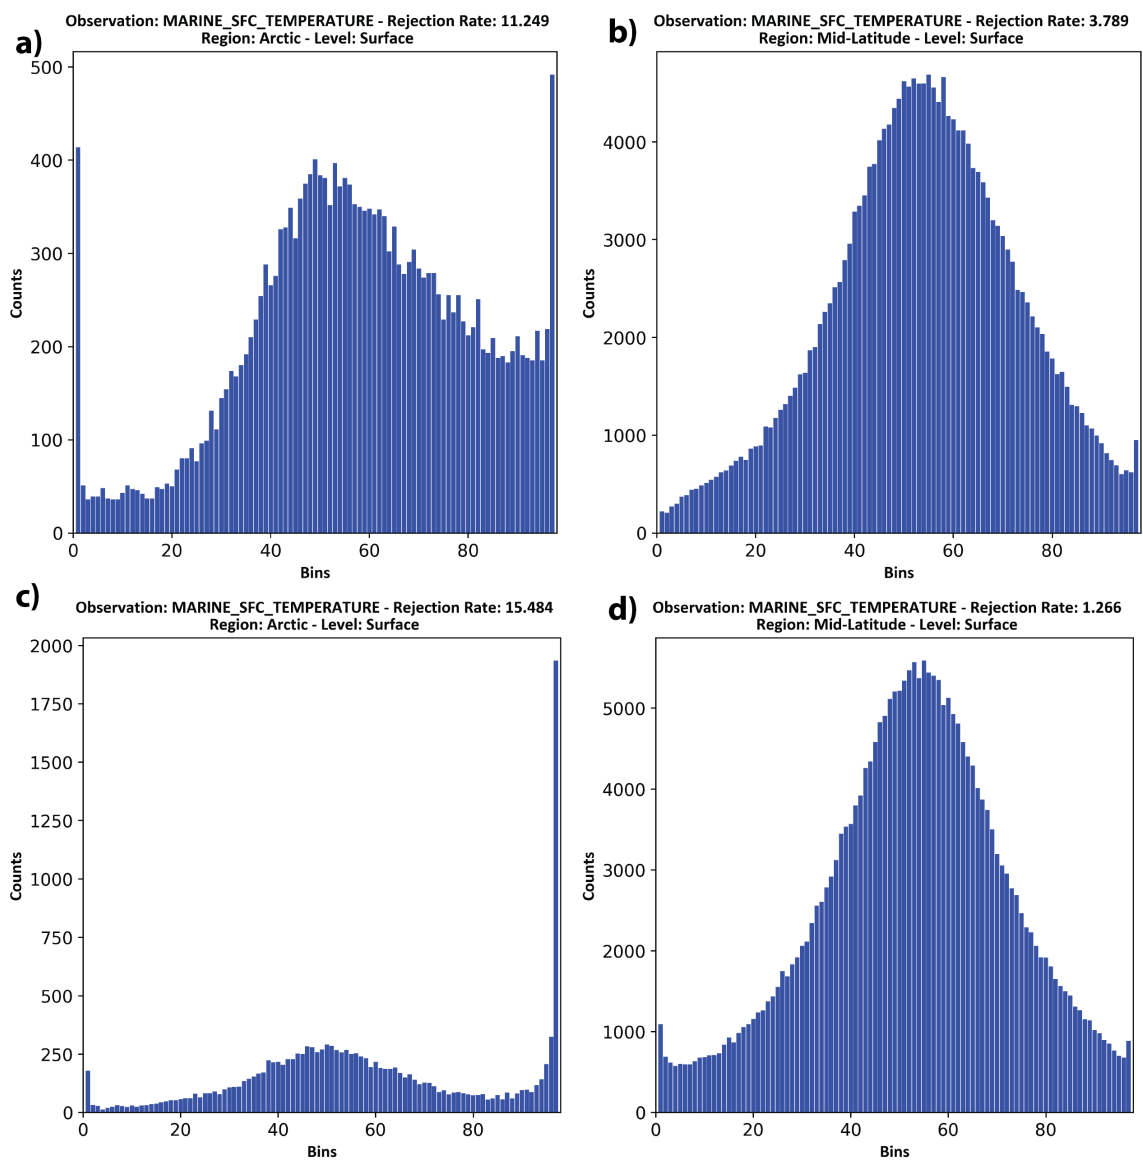 a)
Observation: MARINE_SFC_TEMPERATURE - Rejection Rate: 11.249
Region: Arctic - Level: Surface
500
400
300
200
100
0
Counts
0 20 40 60 80
Bins
b)
Observation: MARINE_SFC_TEMPERATURE - Rejection Rate: 3.789
Region: Mid-Latitude - Level: Surface
4000
3000
2000
1000
0
Counts
0 20 40 60 80
Bins
c)
Observation: MARINE_SFC_TEMPERATURE - Rejection Rate: 15.484
Region: Arctic - Level: Surface
2000
1750
1500
1250
1000
750
500
250
0
Counts
0 20 40 60 80
Bins
d)
Observation: MARINE_SFC_TEMPERATURE - Rejection Rate: 1.266
Region: Mid-Latitude - Level: Surface
5000
4000
3000
2000
1000
0
Counts
0 20 40 60 80
Bins